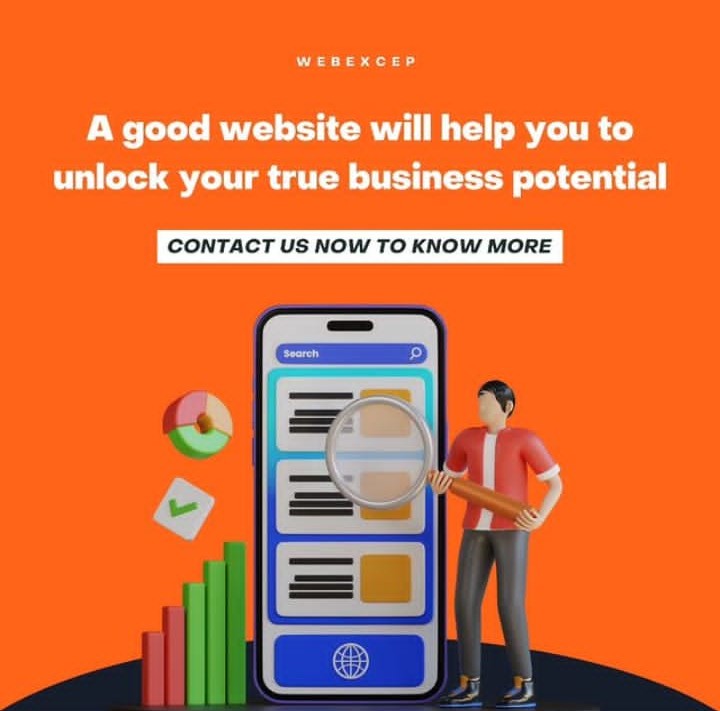 WEBEXCEP
A good website will help you to
unlock your true business potential
CONTACT US NOW TO KNOW MORE
Search